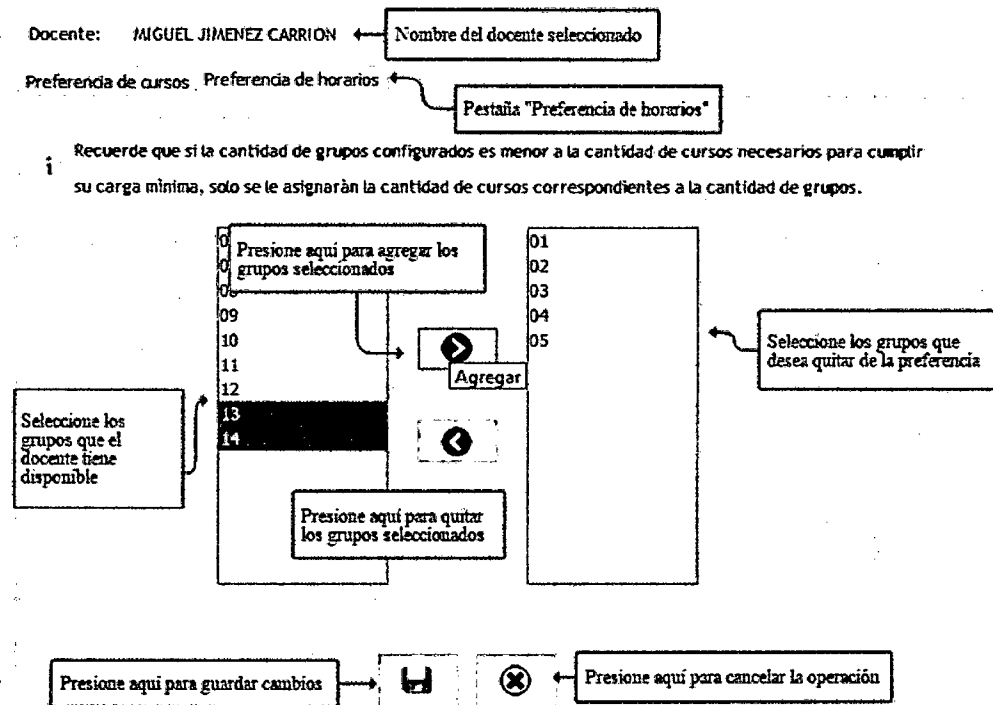 Docente: MIGUEL JIMENEZ CARRION
Nombre del docente seleccionado
Preferencia de cursos Preferencia de horarios
Pestaña "Preferencia de horarios"
i
Recuerde que si la cantidad de grupos configurados es menor a la cantidad de cursos necesarios para cumplir
su carga mìnima, solo se le asignaràn la cantidad de cursos correspondientes a la cantidad de grupos.
Presione aquí para agregar los
grupos seleccionados
09
10
11
12
13
14
01
02
03
04
05
Agregar
Seleccione los grupos que
desea quitar de la preferencia
Seleccione los
grupos que el
docente tiene
disponible
Presione aquí para quitar
los grupos seleccionados
Presione aquí para guardar cambios
Presione aquí para cancelar la operación